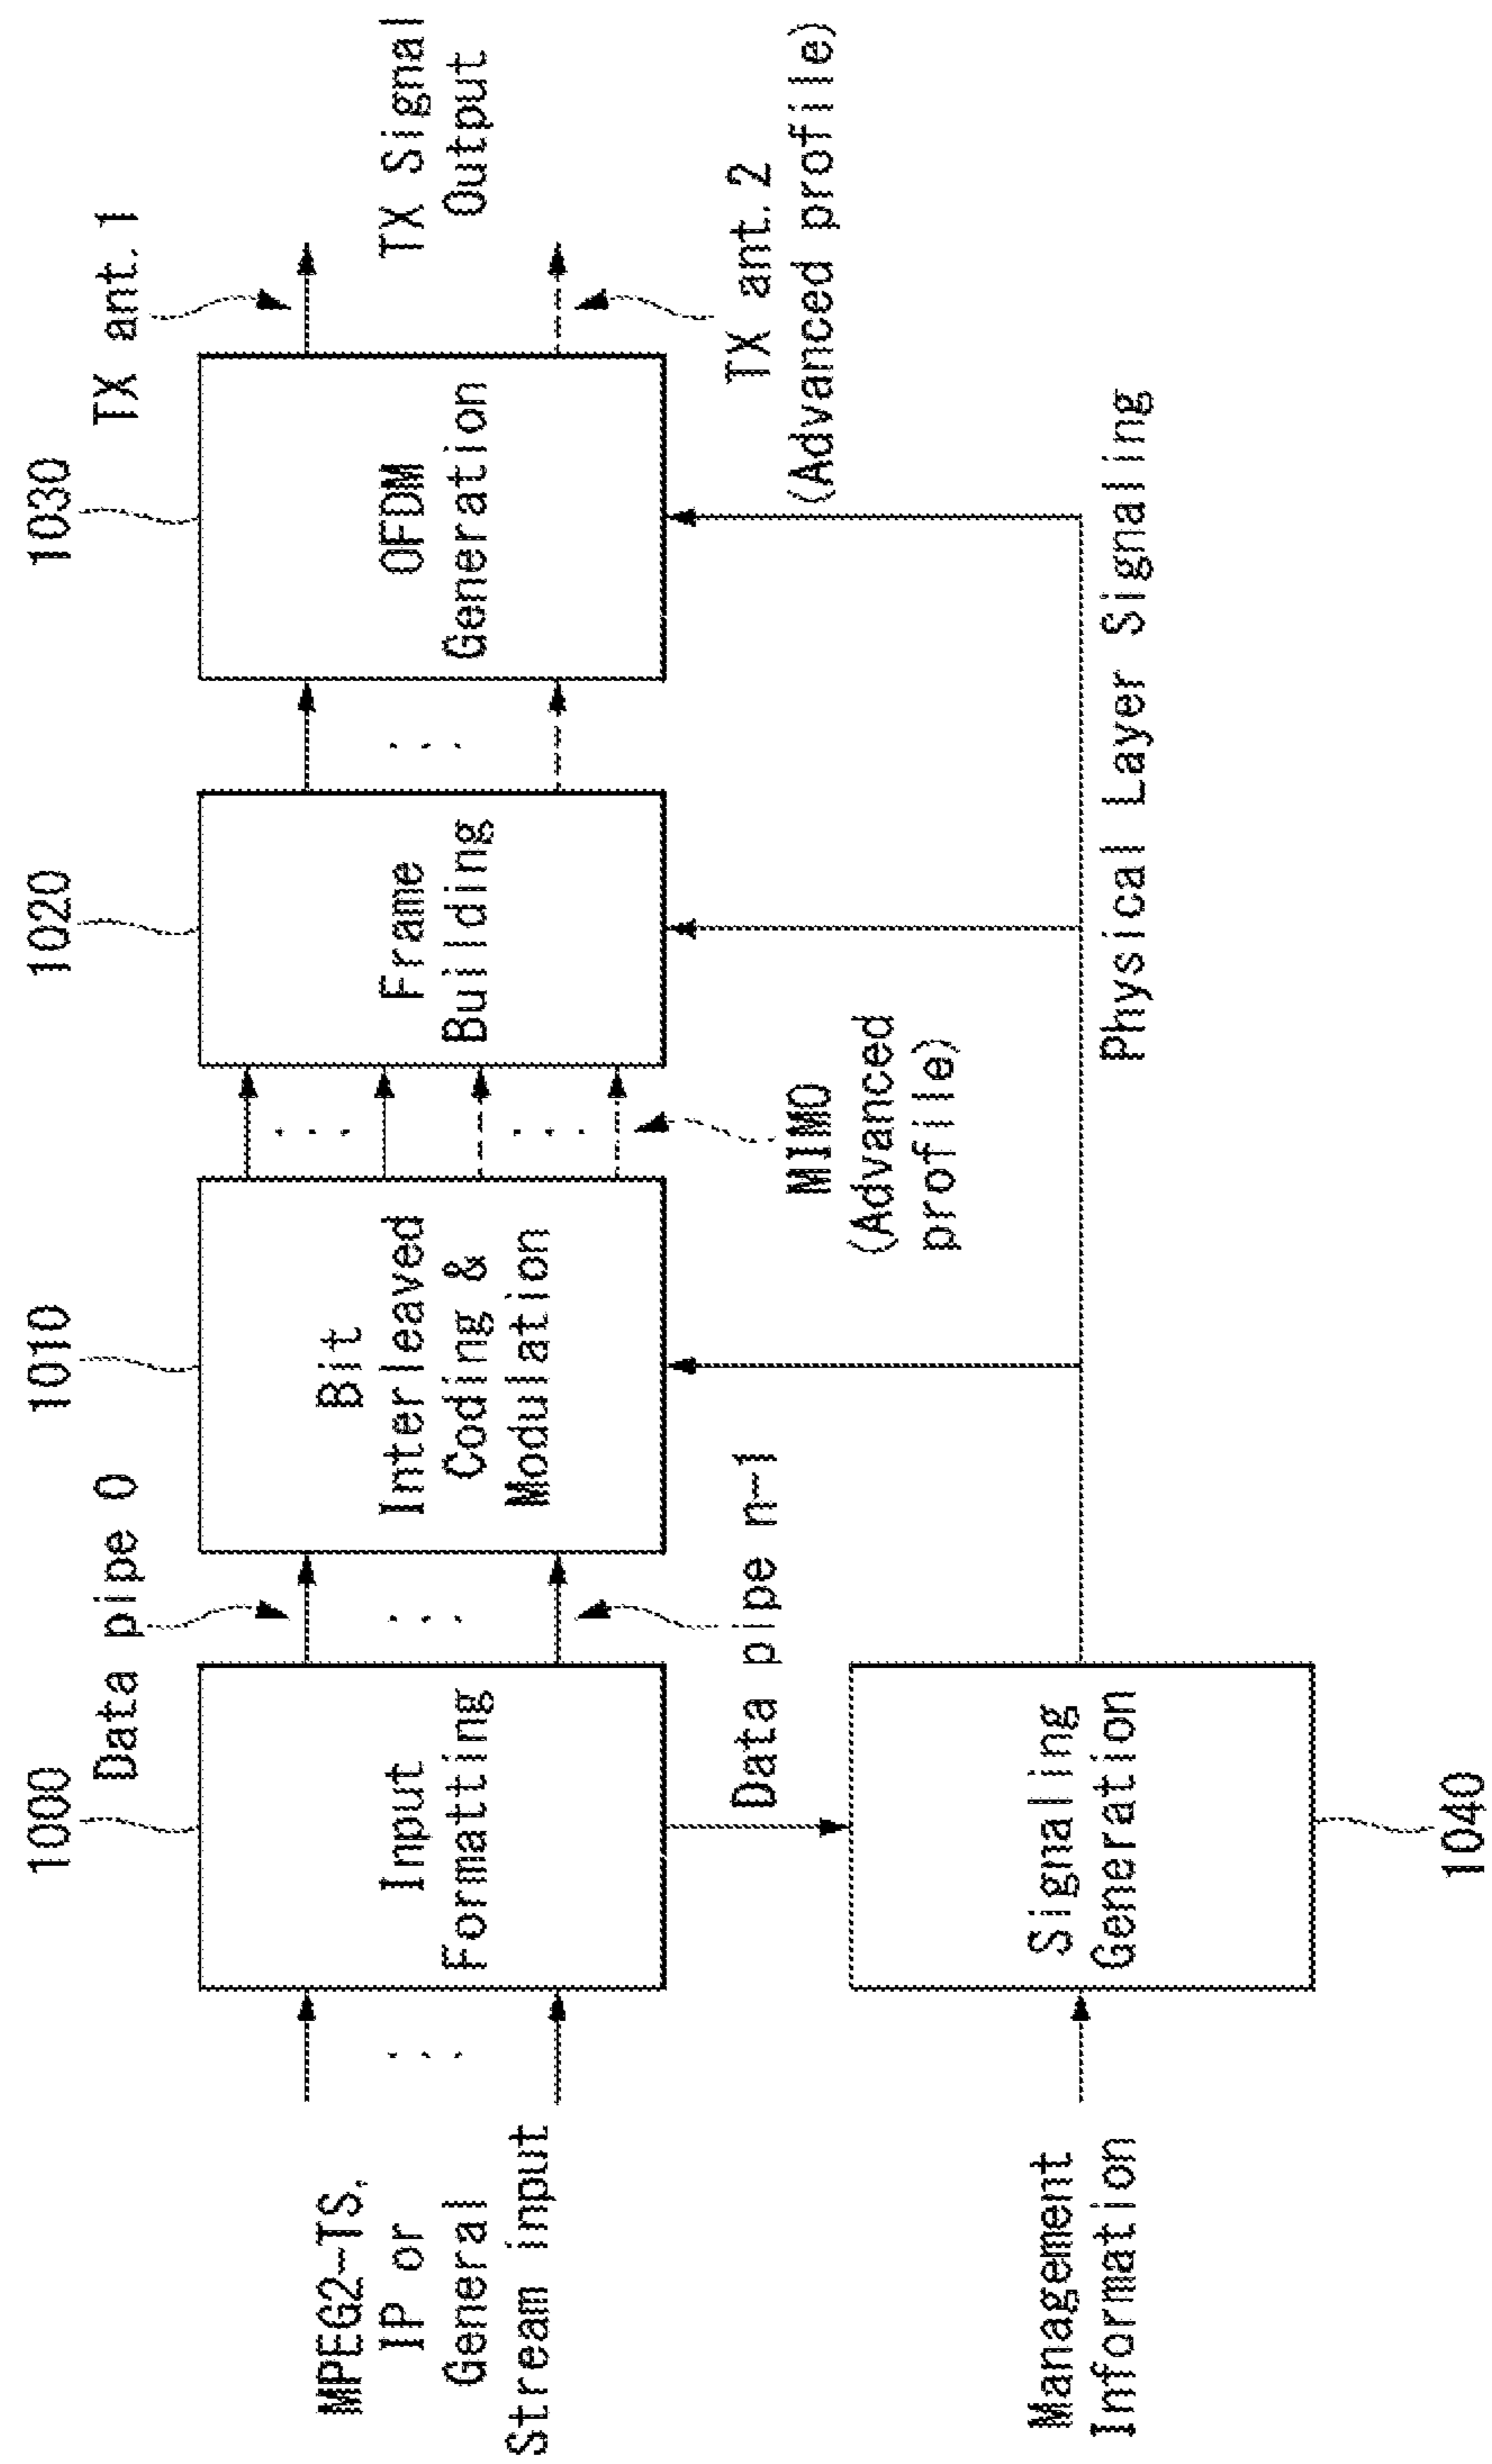 1000
1010
1020
1030
Data pipe 0
TX ant.1
MPEG2-TS,
IP or
General
Stream input
Input
Formatting
Bit
Interleaved
Coding &
Modulation
Frame
Building
OFDM
Generation
TX Signal
Output
Data pipe n-1
MIMO
(Advanced
profile)
TX ant.2
(Advanced profile)
Management
Information
Signaling
Generation
Physical Layer Signaling
1040